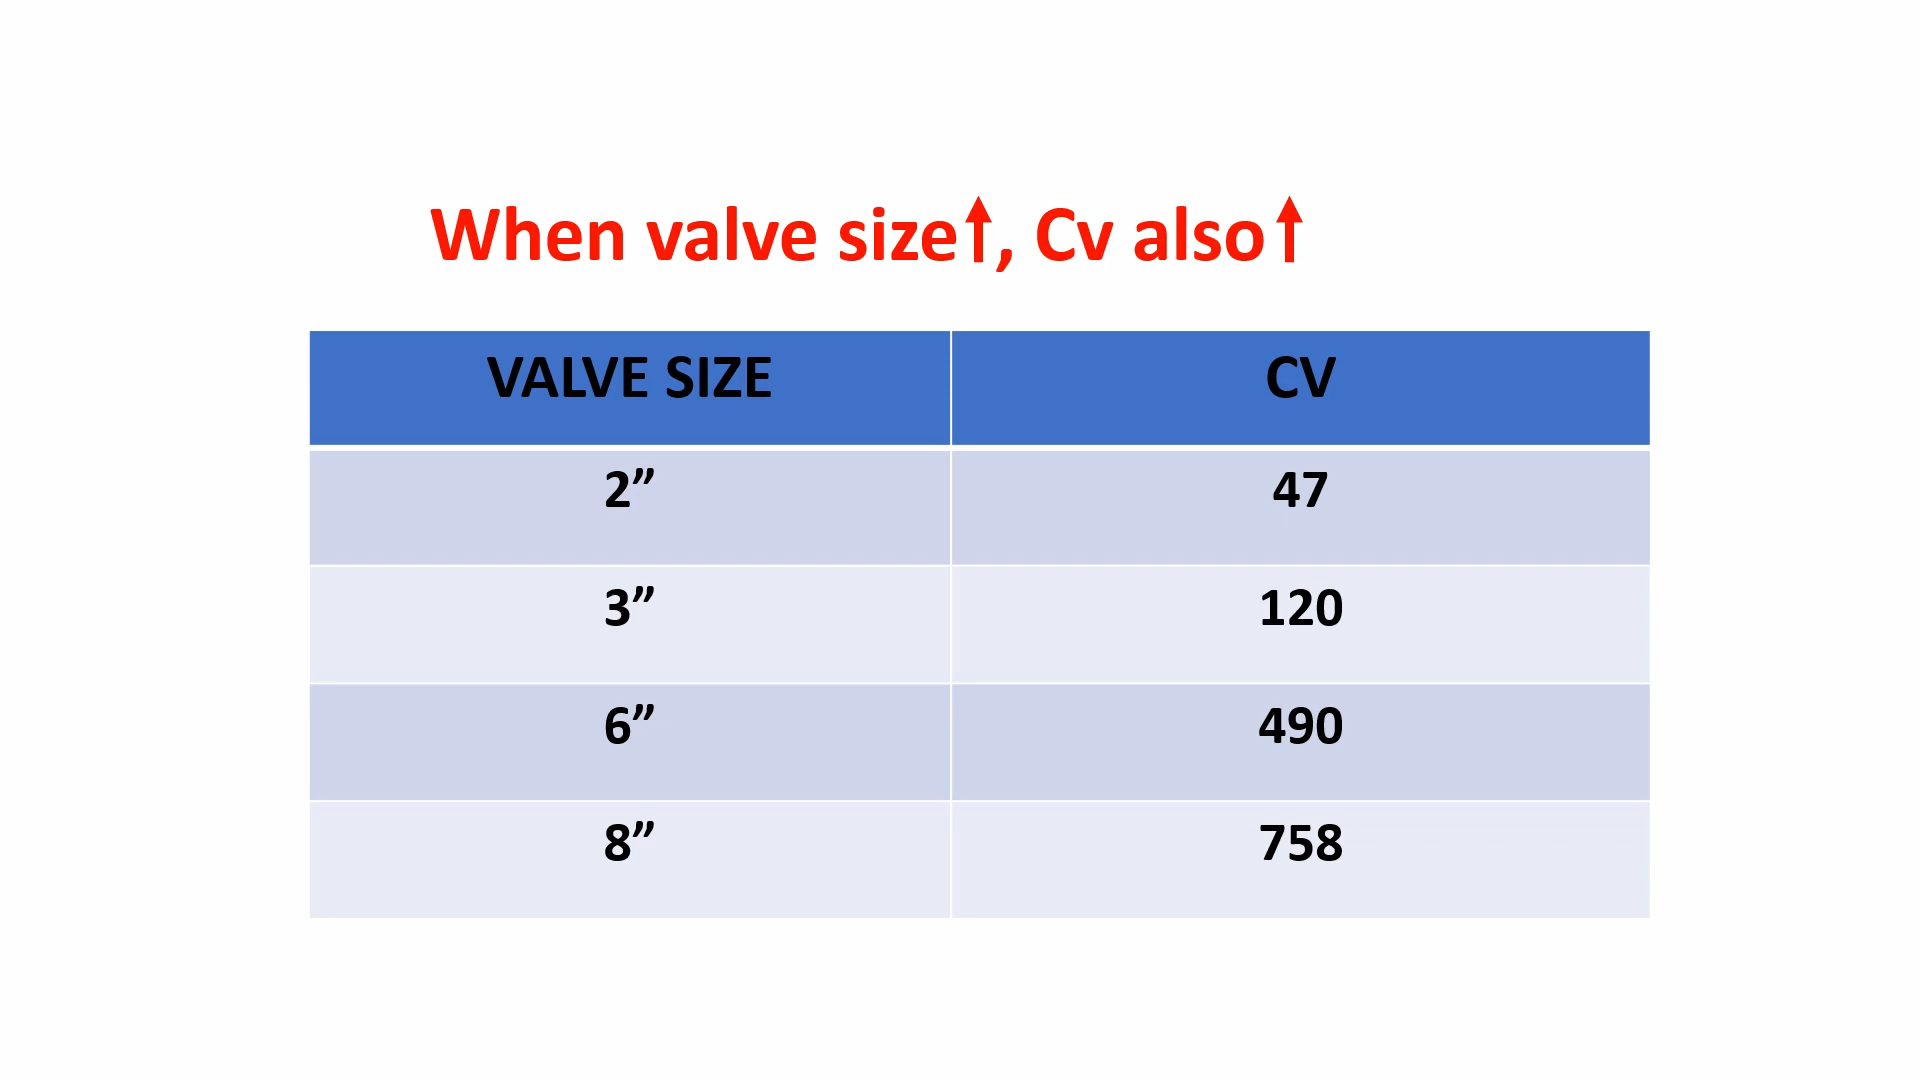 When valve size↑, Cv also↑
VALVE SIZE CV
2” 47
3” 120
6” 490
8” 758